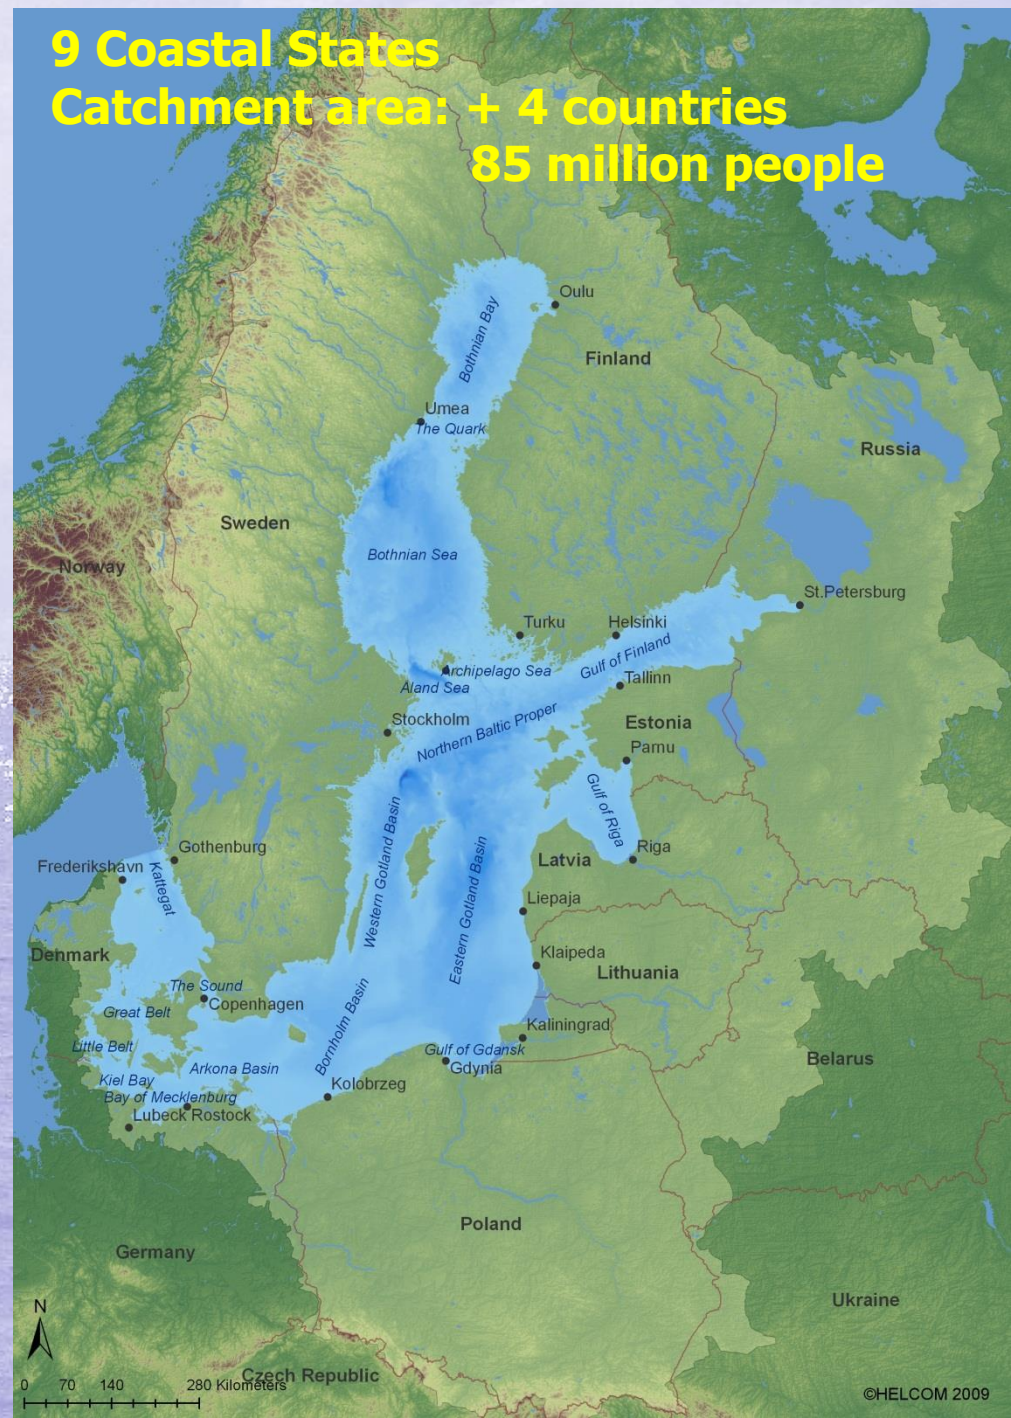 9 Coastal States
Catchment area: + 4 countries
85 million people
Oulu
Bothnian Bay
Finland
Umea
The Quark
Russia
Sweden
Bothnian Sea
Norway
St.Petersburg
Turku
Helsinki
Gulf of Finland
Archipelago Sea
Åland Sea
Tallinn
Stockholm
Northern Baltic Proper
Estonia
Parnu
Gulf of Riga
Gothenburg
Frederikshavn
Kattegat
Western Gotland Basin
Eastern Gotland Basin
Latvia
Riga
Liepaja
Denmark
Klaipeda
Lithuania
The Sound
Copenhagen
Great Belt
Bornholm Basin
Kaliningrad
Little Belt
Gulf of Gdansk
Belarus
Arkona Basin
Gdynia
Kiel Bay
Kolobrzeg
Bay of Mecklenburg
Lubeck Rostock
Poland
Germany
Ukraine
N
Czech Republic
0 70 140 280 Kilometers
©HELCOM 2009